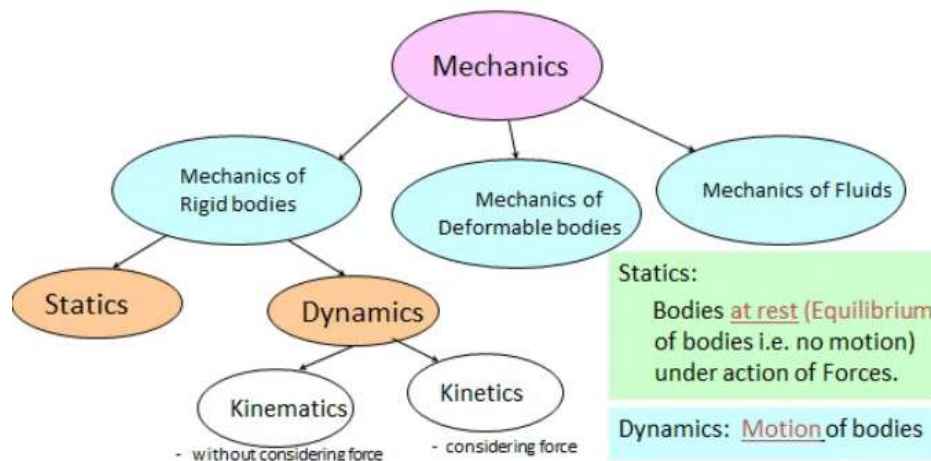 Mechanics
Mechanics of
Rigid bodies
Mechanics of
Deformable bodies
Mechanics of Fluids
Statics
Dynamics
Kinematics
- without considering force
Kinetics
- considering force
Statics:
Bodies at rest (Equilibrium
of bodies i.e. no motion)
under action of Forces.
Dynamics: Motion of bodies